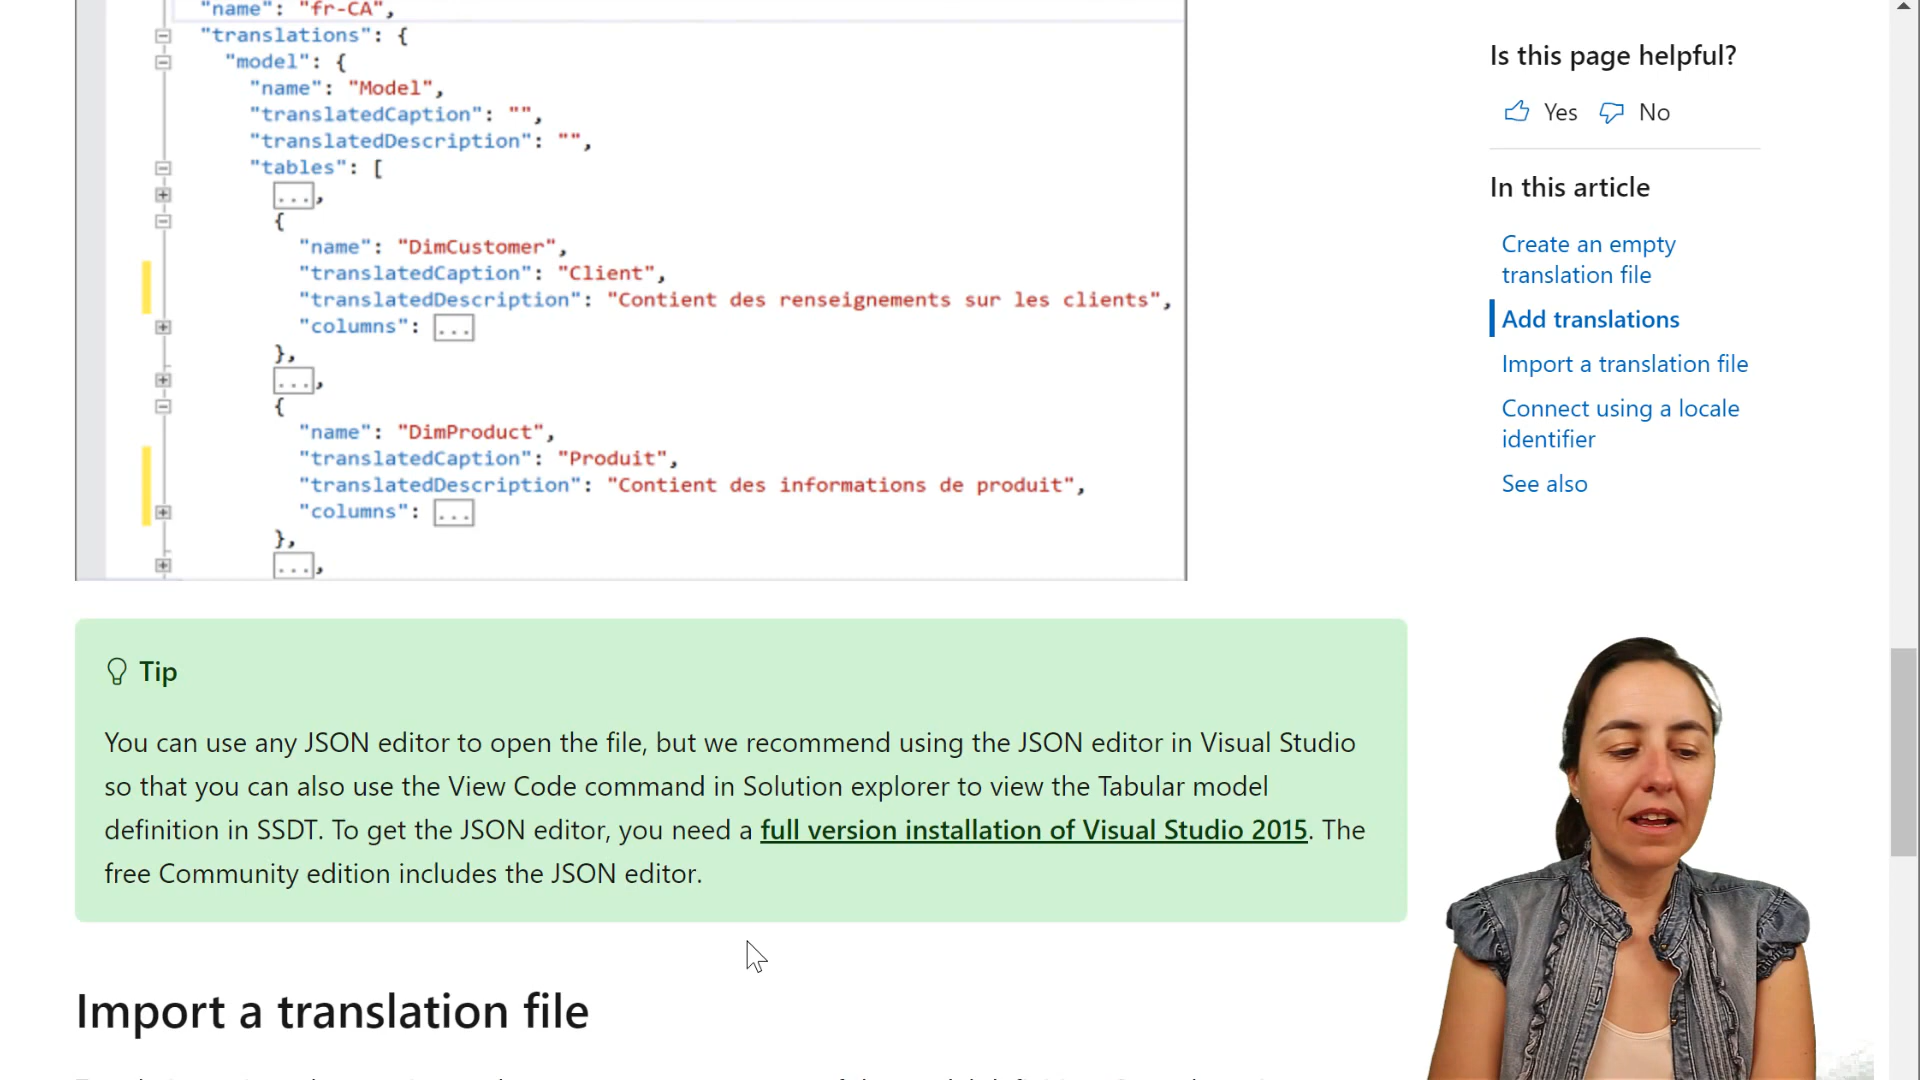 "name": "fr-CA",
"translations": {
"model": {
"name": "Model",
"translatedCaption": "",
"translatedDescription": "",
"tables": [
...,
{
"name": "DimCustomer",
"translatedCaption": "Client",
"translatedDescription": "Contient des renseignements sur les clients",
"columns": ...
},
...,
{
"name": "DimProduct",
"translatedCaption": "Produit",
"translatedDescription": "Contient des informations de produit",
"columns": ...
},
...,
Tip
You can use any JSON editor to open the file, but we recommend using the JSON editor in Visual Studio
so that you can also use the View Code command in Solution explorer to view the Tabular model
definition in SSDT. To get the JSON editor, you need a full version installation of Visual Studio 2015. The
free Community edition includes the JSON editor.
Import a translation file
Is this page helpful?
Yes No
In this article
Create an empty
translation file
Add translations
Import a translation file
Connect using a locale
identifier
See also